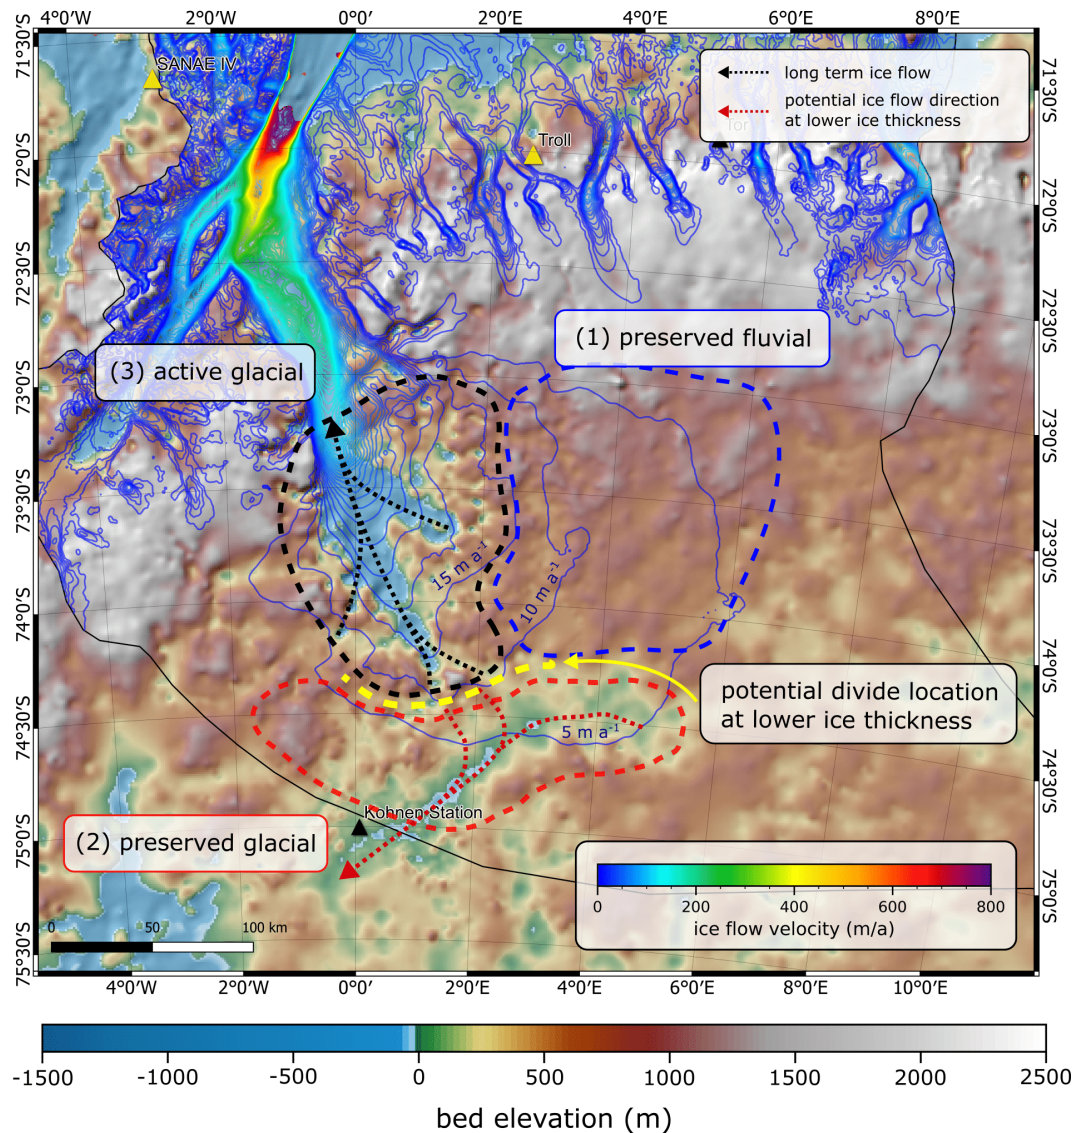 4°0′W 2°0′W 0°0′ 2°0′E 4°0′E 6°0′E 8°0′E
71°30′S
72°0′S
72°30′S
73°0′S
73°30′S
74°0′S
74°30′S
75°0′S
75°30′S
SANAE IV
Troll
Tor
long term ice flow
potential ice flow direction
at lower ice thickness
71°30′S
72°0′S
72°30′S
73°0′S
73°30′S
74°0′S
74°30′S
75°0′S
(1) preserved fluvial
(3) active glacial
15 m a⁻¹
10 m a⁻¹
potential divide location
at lower ice thickness
5 m a⁻¹
Kohnen Station
(2) preserved glacial
0 200 400 600 800
ice flow velocity (m/a)
0 50 100 km
4°0′W 2°0′W 0°0′ 2°0′E 4°0′E 6°0′E 8°0′E 10°0′E
-1500 -1000 -500 0 500 1000 1500 2000 2500
bed elevation (m)